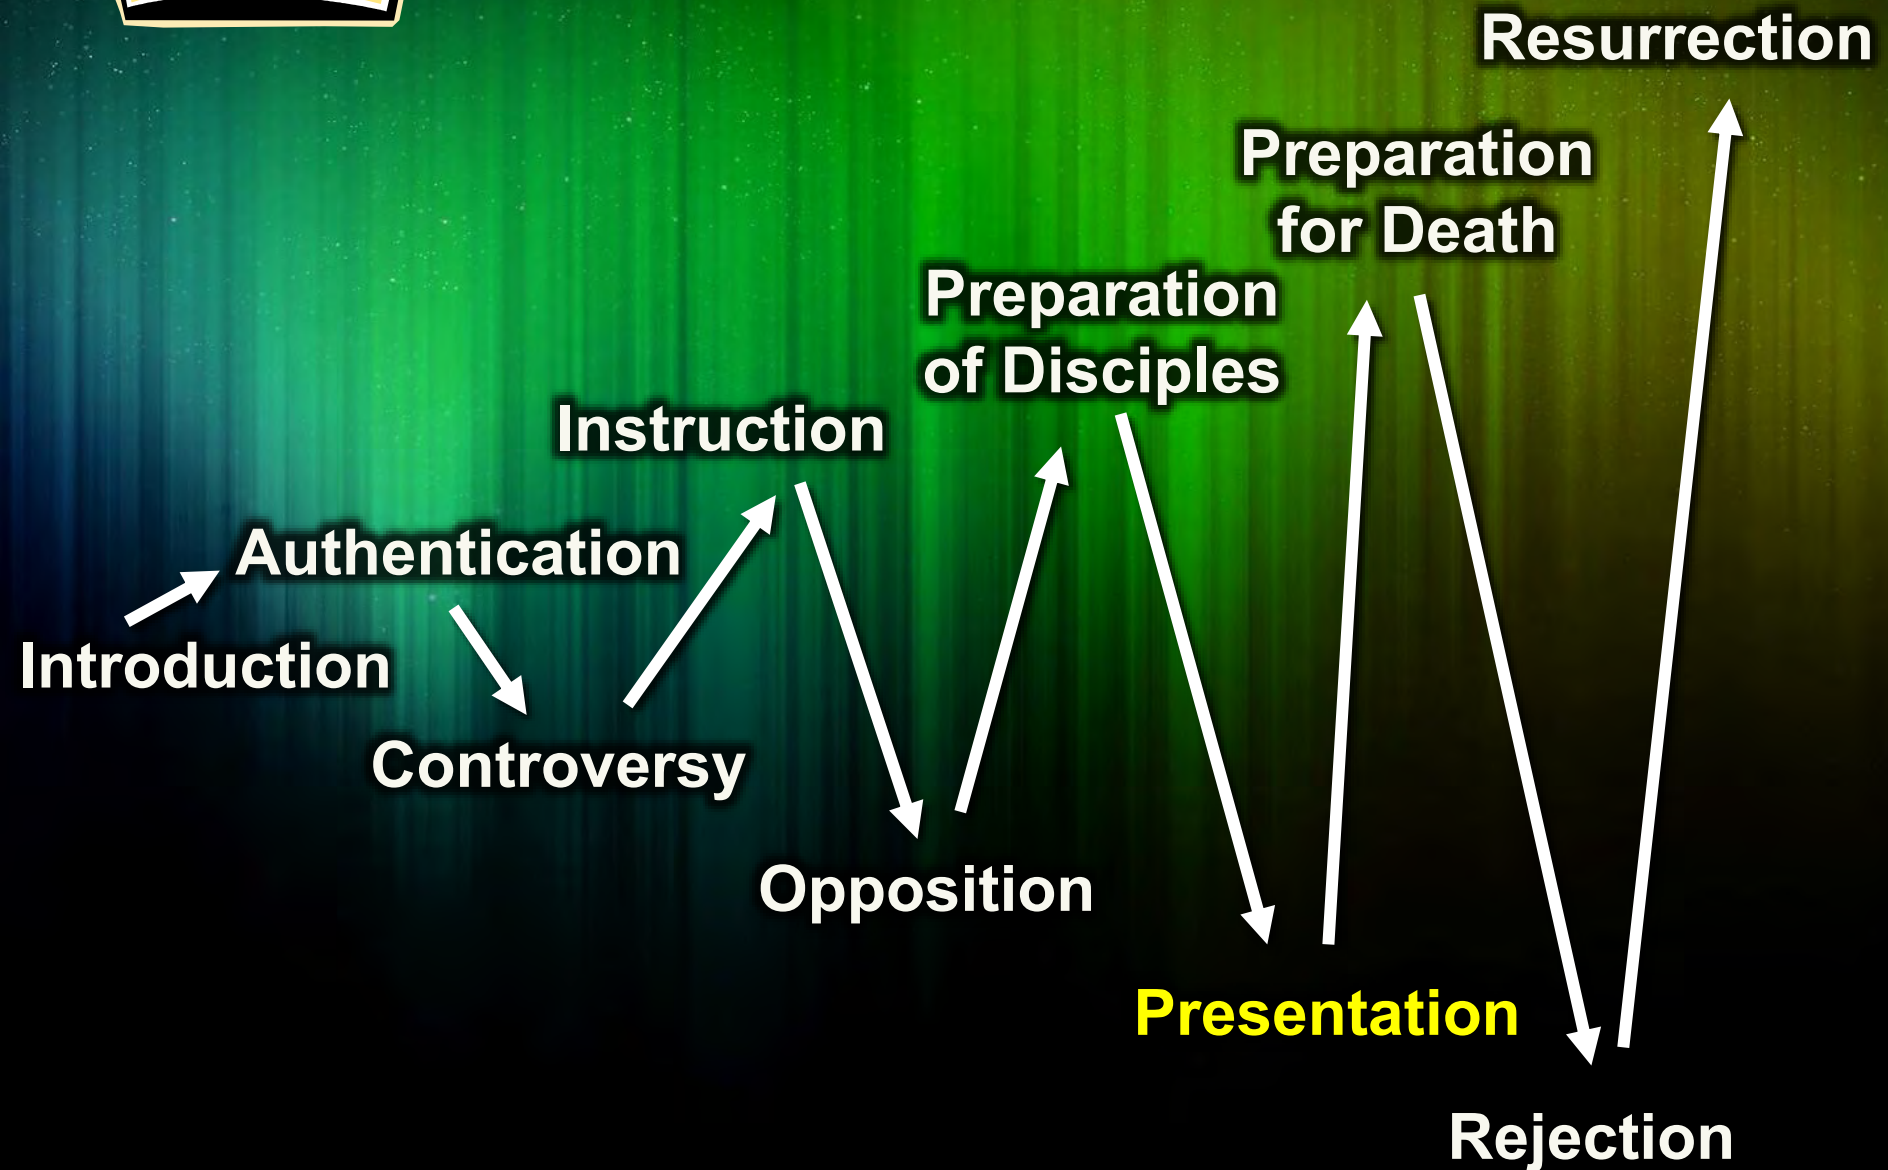 Resurrection
Preparation
for Death
Preparation
of Disciples
Instruction
Authentication
Introduction
Controversy
Opposition
Presentation
Rejection